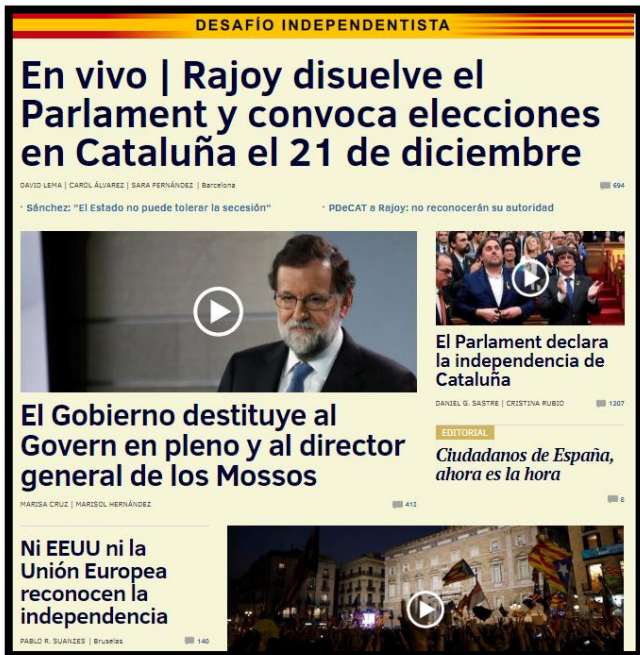 DESAFÍO INDEPENDENTISTA
En vivo | Rajoy disuelve el
Parlament y convoca elecciones
en Cataluña el 21 de diciembre
DAVID LEMA | CAROL ÁLVAREZ | SARA FERNÁNDEZ | Barcelona
694
· Sánchez: "El Estado no puede tolerar la secesión"
· PDeCAT a Rajoy: no reconocerán su autoridad
El Parlament declara
la independencia de
Cataluña
DANIEL G. SASTRE | CRISTINA RUBIO
1207
El Gobierno destituye al
Govern en pleno y al director
general de los Mossos
MARISA CRUZ | MARISOL HERNÁNDEZ
413
EDITORIAL
Ciudadanos de España,
ahora es la hora
8
Ni EEUU ni la
Unión Europea
reconocen la
independencia
PABLO R. SUANZES | Bruselas
140